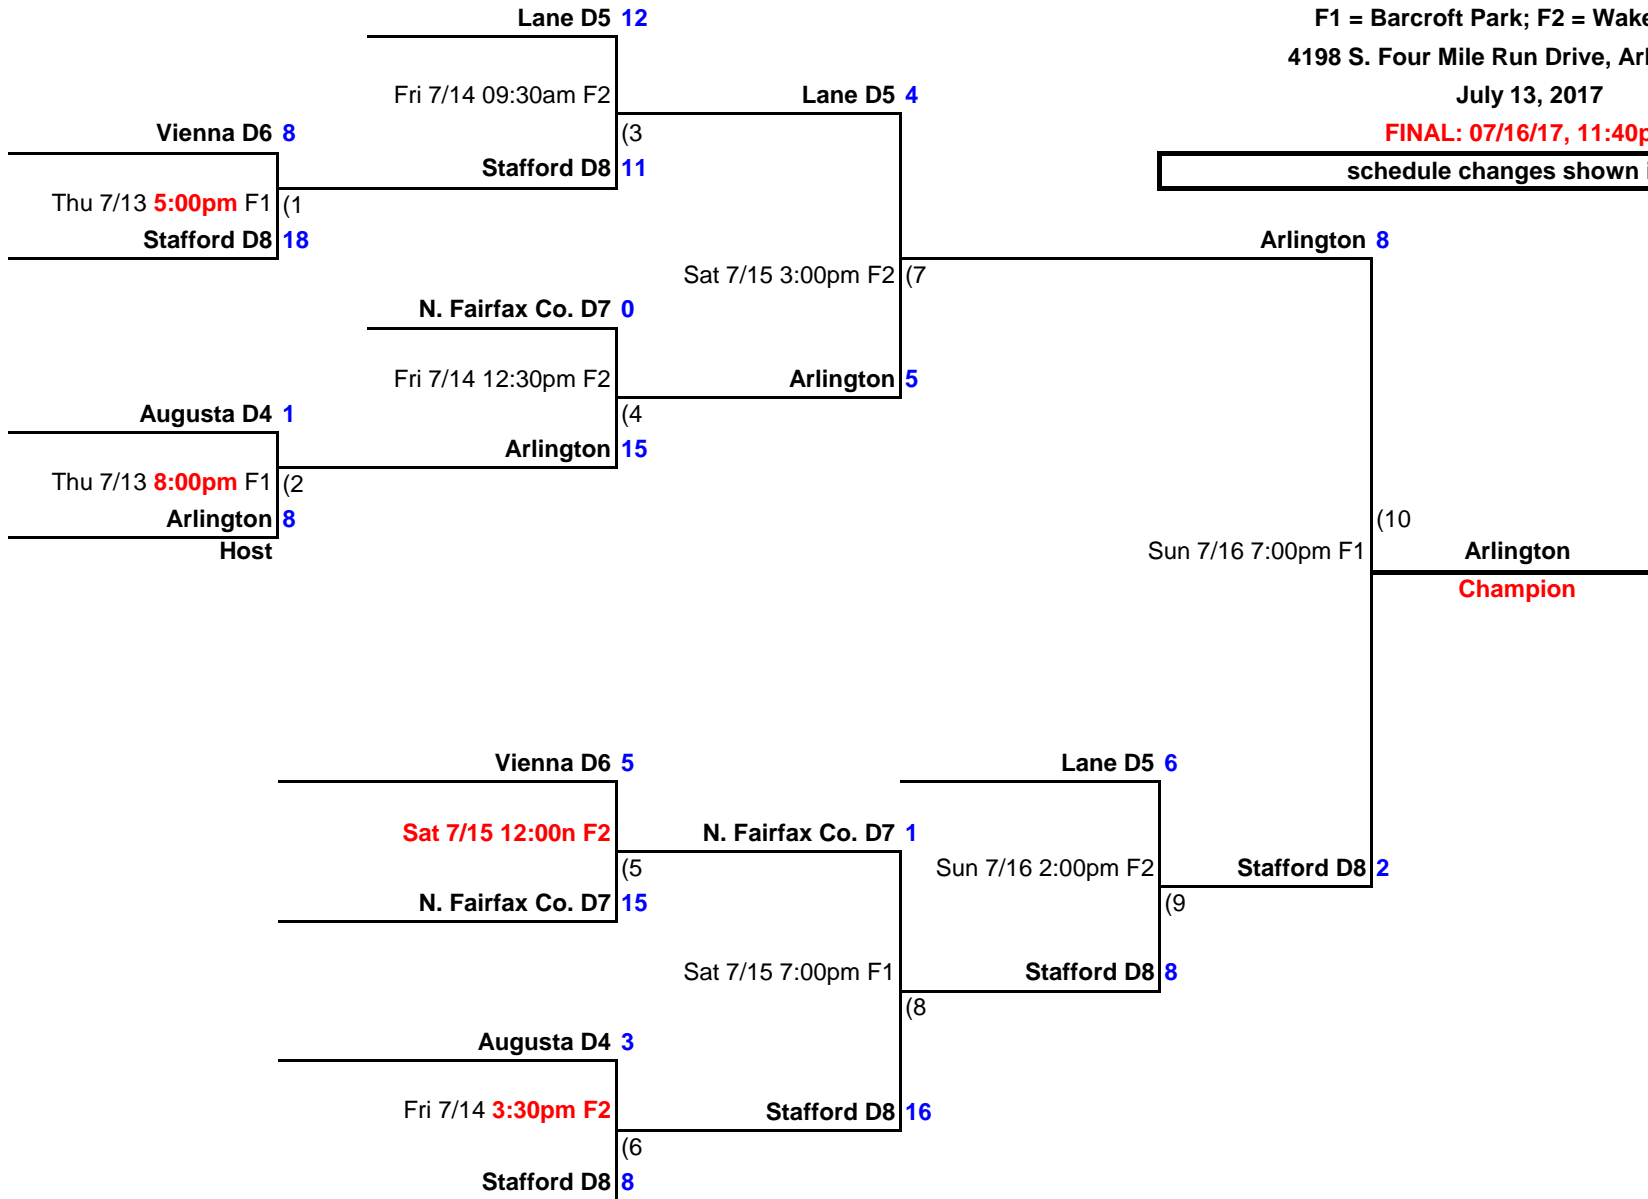 Lane D5 12
F1 = Barcroft Park; F2 = Wake
4198 S. Four Mile Run Drive, Arl
Fri 7/14 09:30am F2
Lane D5 4
July 13, 2017
Vienna D6 8
(3
FINAL: 07/16/17, 11:40p
Stafford D8 11
schedule changes shown i
Thu 7/13 5:00pm F1 (1
Stafford D8 18
Arlington 8
Sat 7/15 3:00pm F2 (7
N. Fairfax Co. D7 0
Fri 7/14 12:30pm F2
Arlington 5
Augusta D4 1
(4
Arlington 15
Thu 7/13 8:00pm F1 (2
Arlington 8
Host
(10
Sun 7/16 7:00pm F1
Arlington
Champion
Vienna D6 5
Lane D5 6
Sat 7/15 12:00n F2
N. Fairfax Co. D7 1
(5
Sun 7/16 2:00pm F2
Stafford D8 2
N. Fairfax Co. D7 15
(9
Sat 7/15 7:00pm F1
Stafford D8 8
(8
Augusta D4 3
Fri 7/14 3:30pm F2
Stafford D8 16
(6
Stafford D8 8